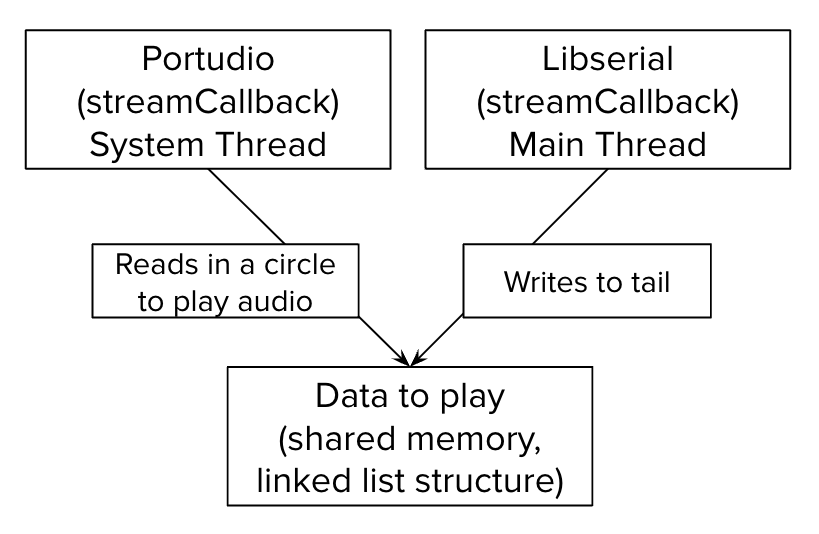 Portudio
(streamCallback)
System Thread
Libserial
(streamCallback)
Main Thread
Reads in a circle
to play audio
Writes to tail
Data to play
(shared memory,
linked list structure)